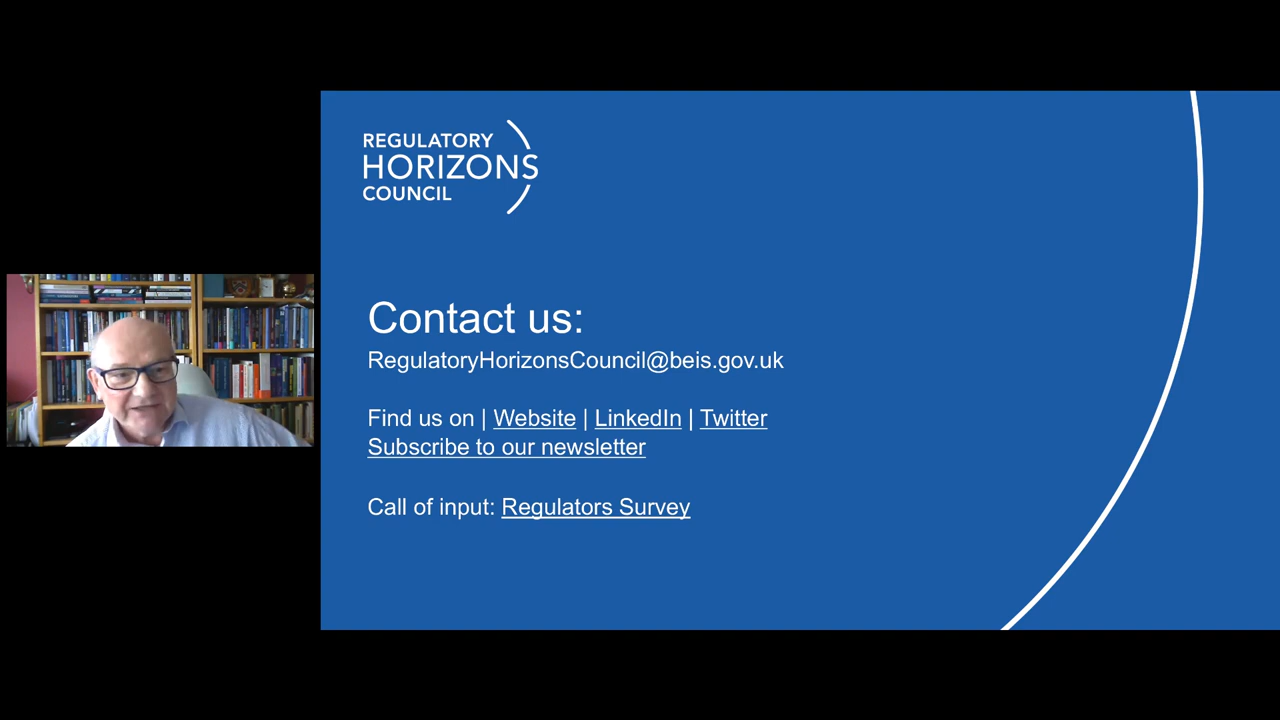 REGULATORY
HORIZONS
COUNCIL
Contact us:
RegulatoryHorizonsCouncil@beis.gov.uk
Find us on | Website | LinkedIn | Twitter
Subscribe to our newsletter
Call of input: Regulators Survey